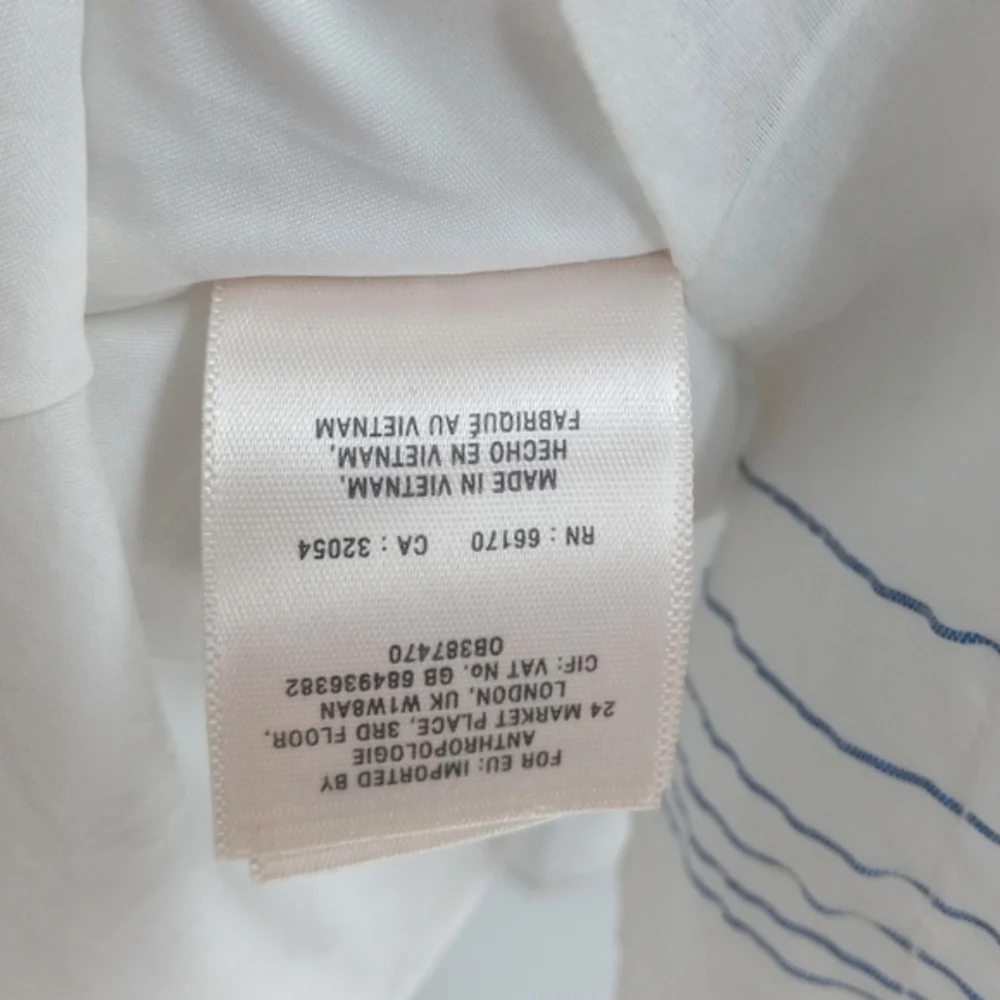 FOR EU: IMPORTED BY
ANTHROPOLOGIE
24 MARKET PLACE, 3RD FLOOR,
LONDON, UK W1W8AN
CIF: VAT No. GB 684936382
OB387470
RN : 66170 CA : 32054
MADE IN VIETNAM,
HECHO EN VIETNAM,
FABRIQUÉ AU VIETNAM